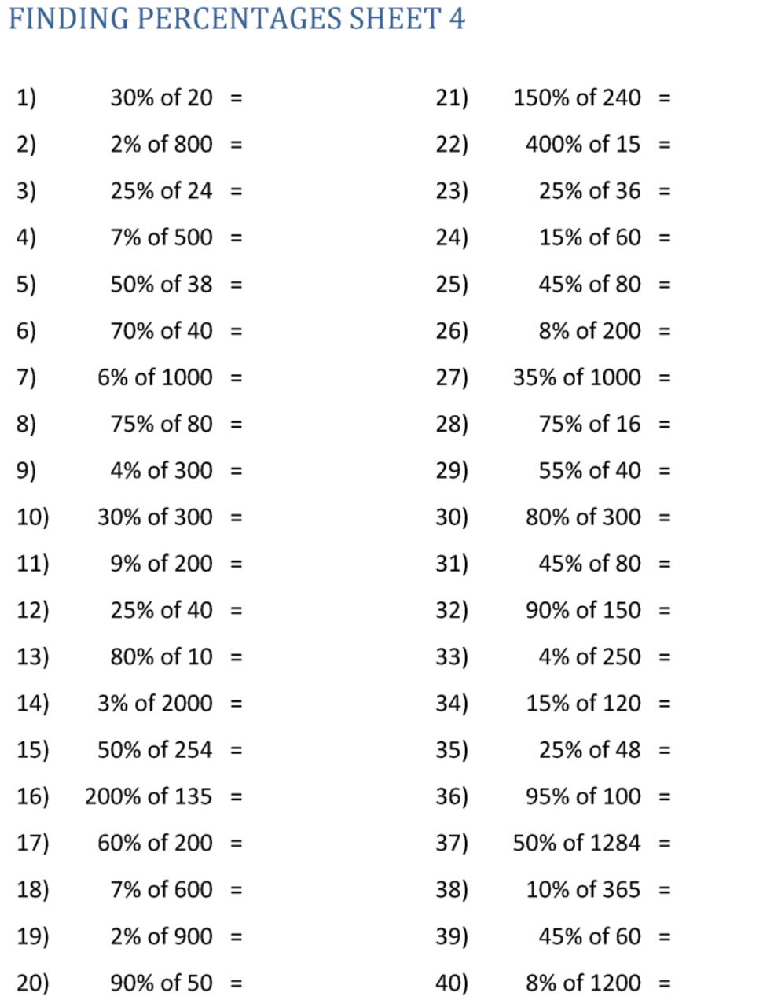 FINDING PERCENTAGES SHEET 4
1) 30% of 20 =
2) 2% of 800 =
3) 25% of 24 =
4) 7% of 500 =
5) 50% of 38 =
6) 70% of 40 =
7) 6% of 1000 =
8) 75% of 80 =
9) 4% of 300 =
10) 30% of 300 =
11) 9% of 200 =
12) 25% of 40 =
13) 80% of 10 =
14) 3% of 2000 =
15) 50% of 254 =
16) 200% of 135 =
17) 60% of 200 =
18) 7% of 600 =
19) 2% of 900 =
20) 90% of 50 =
21) 150% of 240 =
22) 400% of 15 =
23) 25% of 36 =
24) 15% of 60 =
25) 45% of 80 =
26) 8% of 200 =
27) 35% of 1000 =
28) 75% of 16 =
29) 55% of 40 =
30) 80% of 300 =
31) 45% of 80 =
32) 90% of 150 =
33) 4% of 250 =
34) 15% of 120 =
35) 25% of 48 =
36) 95% of 100 =
37) 50% of 1284 =
38) 10% of 365 =
39) 45% of 60 =
40) 8% of 1200 =